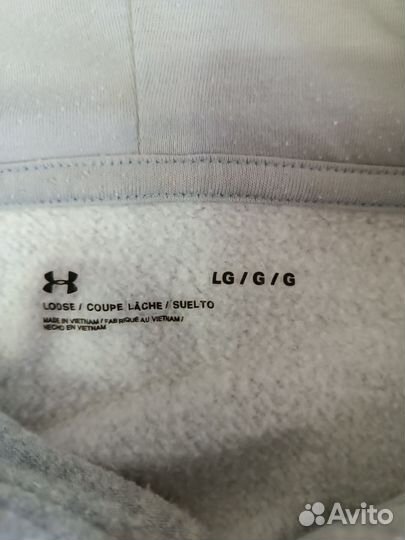 LG / G / G
LOOSE / COUPE LÂCHE / SUELTO
MADE IN VIETNAM / FABRIQUÉ AU VIETNAM /
HECHO EN VIETNAM
Avito